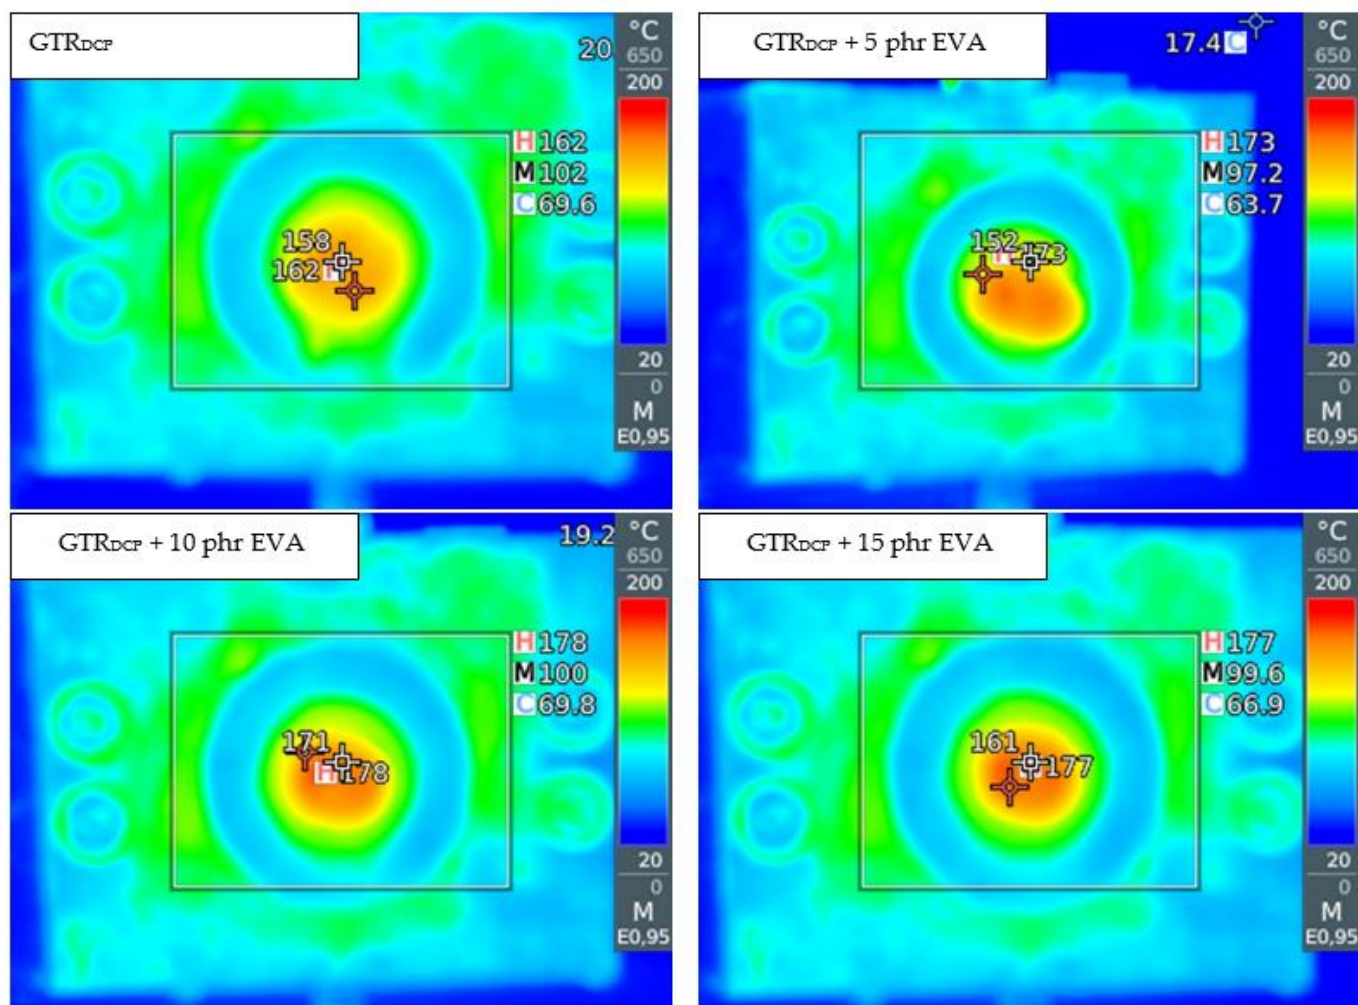 GTRDCP
20
°C
650
200
H 162
M 102
C 69.6
158
162 H
20
0
M
E0,95
GTRDCP + 5 phr EVA
17.4 C
°C
650
200
H 173
M 97.2
C 63.7
152
H 173
20
0
M
E0,95
GTRDCP + 10 phr EVA
19.2
°C
650
200
H 178
M 100
C 69.8
171
H 178
20
0
M
E0,95
GTRDCP + 15 phr EVA
°C
650
200
H 177
M 99.6
C 66.9
161
177
20
0
M
E0,95